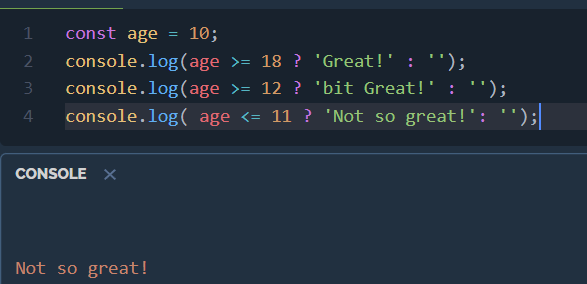 1 const age = 10;
2 console.log(age >= 18 ? 'Great!' : '');
3 console.log(age >= 12 ? 'bit Great!' : '');
4 console.log( age <= 11 ? 'Not so great!': '');
CONSOLE ×
Not so great!